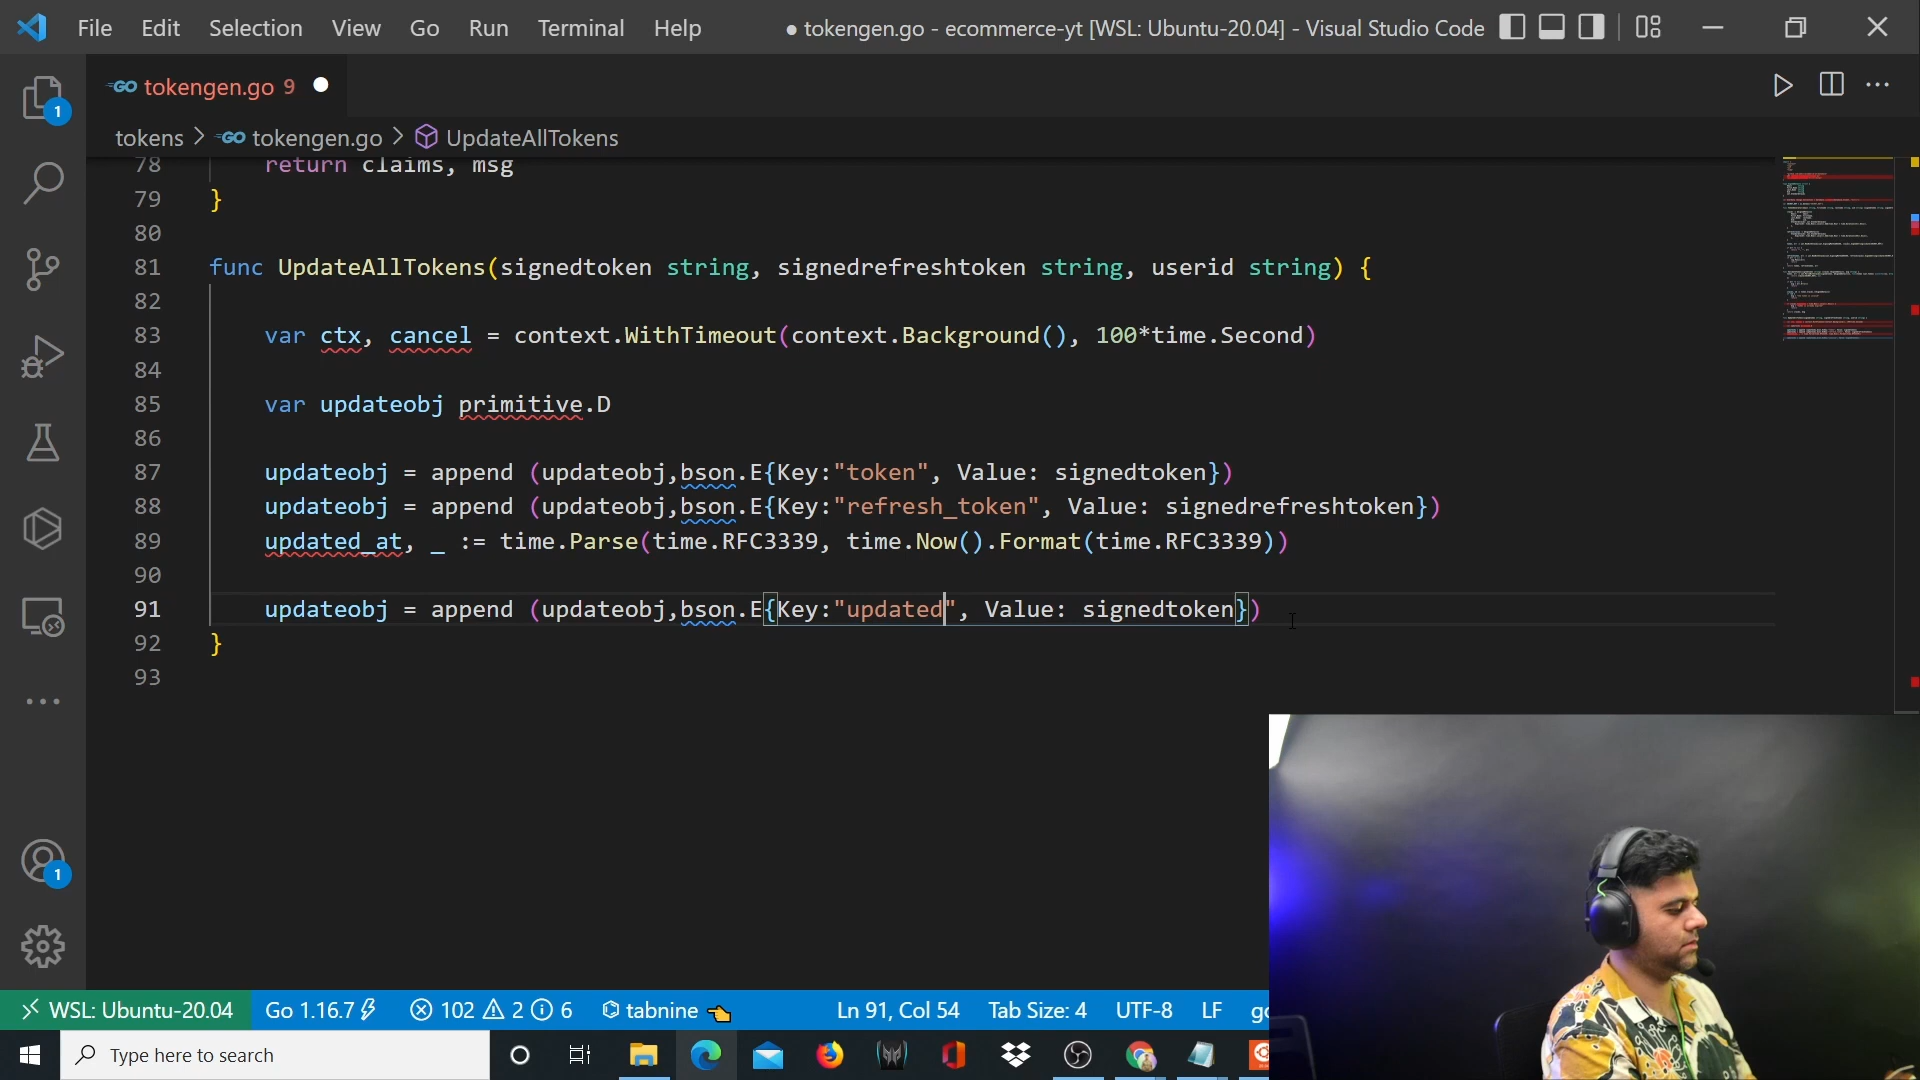 File Edit Selection View Go Run Terminal Help
● tokengen.go - ecommerce-yt [WSL: Ubuntu-20.04] - Visual Studio Code
GO tokengen.go 9 ●
tokens > GO tokengen.go > UpdateAllTokens
78 return claims, msg
79 }
80
81 func UpdateAllTokens(signedtoken string, signedrefreshtoken string, userid string) {
82
83 var ctx, cancel = context.WithTimeout(context.Background(), 100*time.Second)
84
85 var updateobj primitive.D
86
87 updateobj = append (updateobj,bson.E{Key:"token", Value: signedtoken})
88 updateobj = append (updateobj,bson.E{Key:"refresh_token", Value: signedrefreshtoken})
89 updated_at, _ := time.Parse(time.RFC3339, time.Now().Format(time.RFC3339))
90
91 updateobj = append (updateobj,bson.E{Key:"updated", Value: signedtoken})
92 }
93
1
1
WSL: Ubuntu-20.04 Go 1.16.7 102 2 6 tabnine Ln 91, Col 54 Tab Size: 4 UTF-8 LF
Type here to search